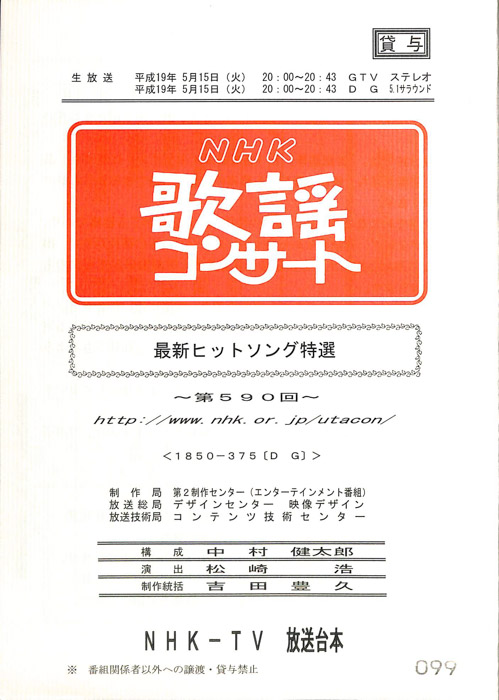 貸与
生放送 平成19年 5月15日（火） 20：00～20：43 GTV ステレオ
平成19年 5月15日（火） 20：00～20：43 D G 5.1サラウンド
NHK
歌謡
コンサート
最新ヒットソング特選
～第５９０回～
http://www.nhk.or.jp/utacon/
＜1850-375〔D G〕＞
制作局 第２制作センター（エンターテインメント番組）
放送総局 デザインセンター 映像デザイン
放送技術局 コンテンツ技術センター
構成 中村 健太郎
演出 松崎 浩
制作統括 吉田 豊久
NHK－TV 放送台本
※ 番組関係者以外への譲渡・貸与禁止
099